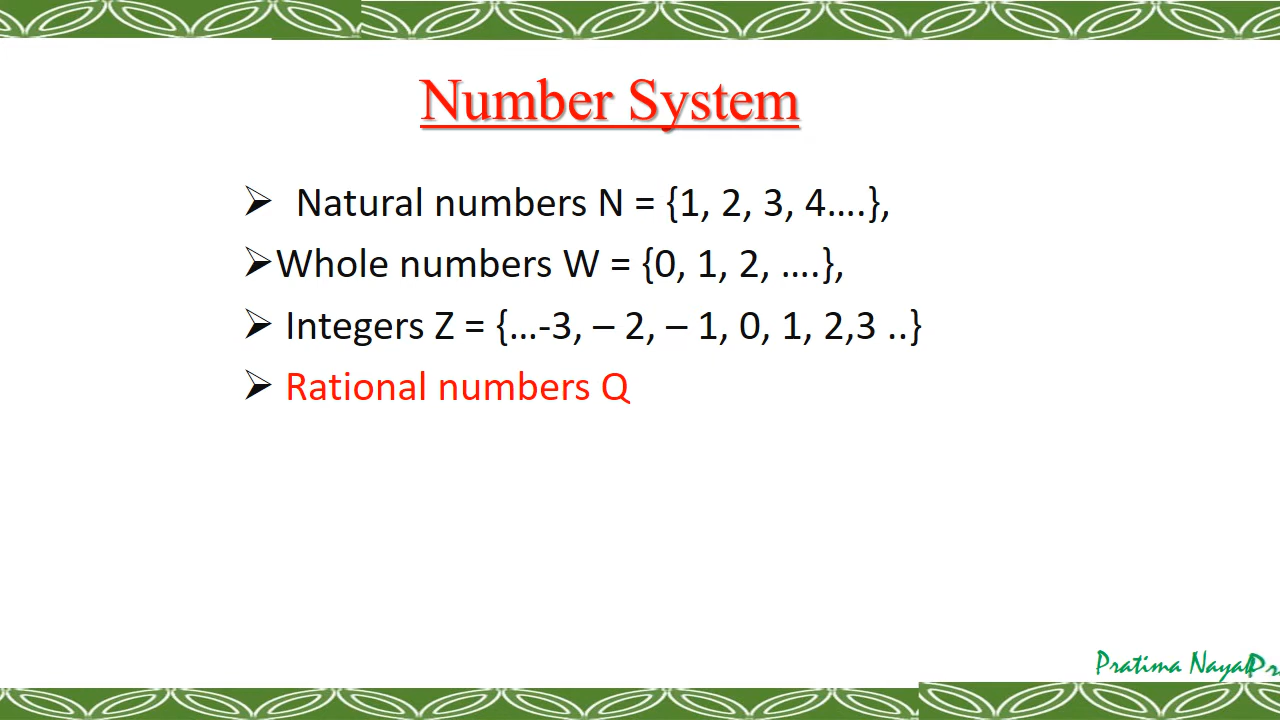 Number System
➢ Natural numbers N = {1, 2, 3, 4….},
➢Whole numbers W = {0, 1, 2, ….},
➢ Integers Z = {…-3, – 2, – 1, 0, 1, 2,3 ..}
➢ Rational numbers Q
Pratima